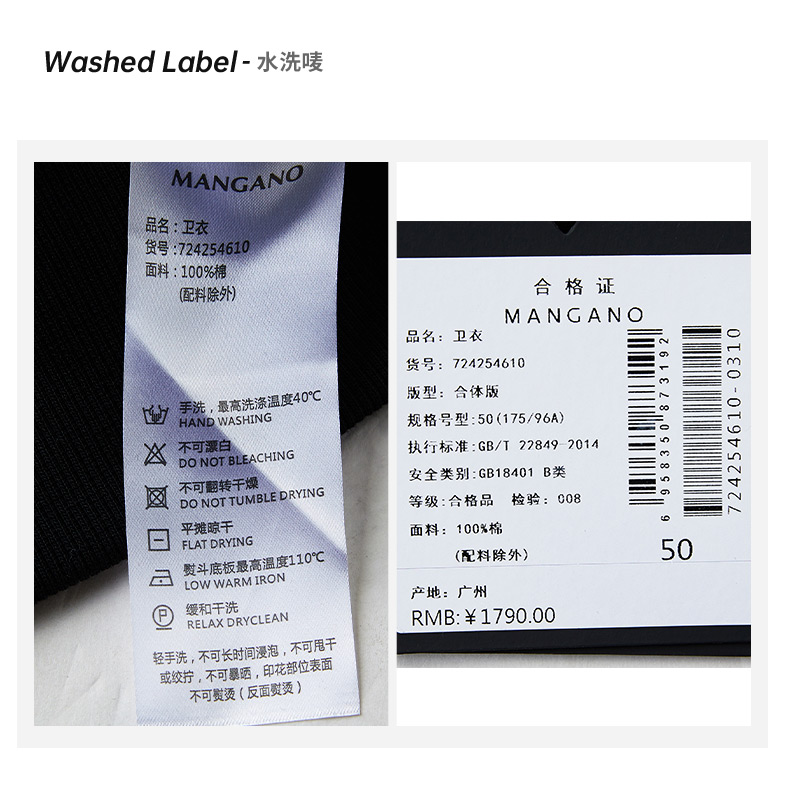 Washed Label - 水洗唛
MANGANO
品名：卫衣
货号：724254610
面料：100%棉
(配料除外)
手洗，最高洗涤温度40℃
HAND WASHING
不可漂白
DO NOT BLEACHING
不可翻转干燥
DO NOT TUMBLE DRYING
平摊晾干
FLAT DRYING
熨斗底板最高温度110℃
LOW WARM IRON
P
缓和干洗
RELAX DRYCLEAN
轻手洗，不可长时间浸泡，不可甩干
或绞拧，不可暴晒，印花部位表面
不可熨烫（反面熨烫）
合格证
MANGANO
品名：卫衣
货号：724254610
版型：合体版
规格号型:50(175/96A)
执行标准:GB/T 22849-2014
安全类别:GB18401 B类
等级:合格品 检验：008
面料：100%棉
(配料除外)
产地：广州
RMB:￥1790.00
6 958350 873192
724254610-0310
50